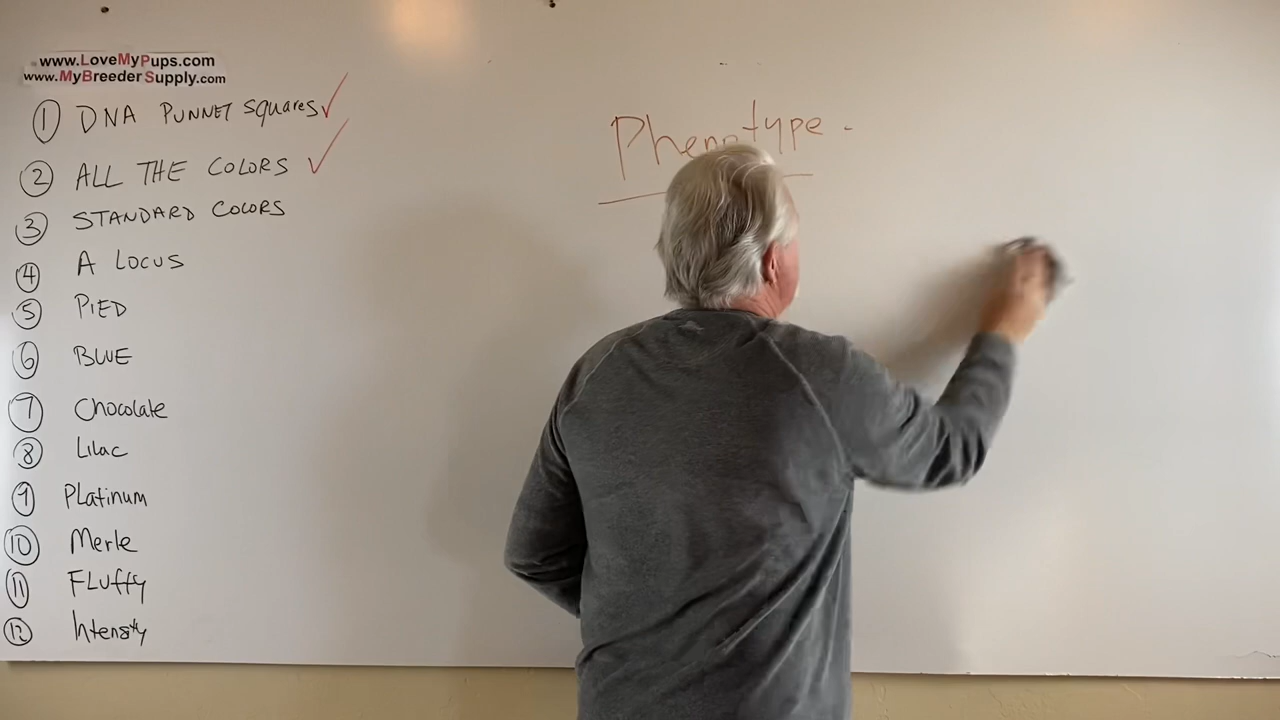 www.LoveMyPups.com
www.MyBreederSupply.com
1 DNA PUNNET Squares ✓
2 ALL THE COLORS ✓
3 STANDARD COLORS
4 A LOCUS
5 PIED
6 BLUE
7 Chocolate
8 Lilac
9 Platinum
10 Merle
11 FLuffy
12 Intensity
Phenotype -